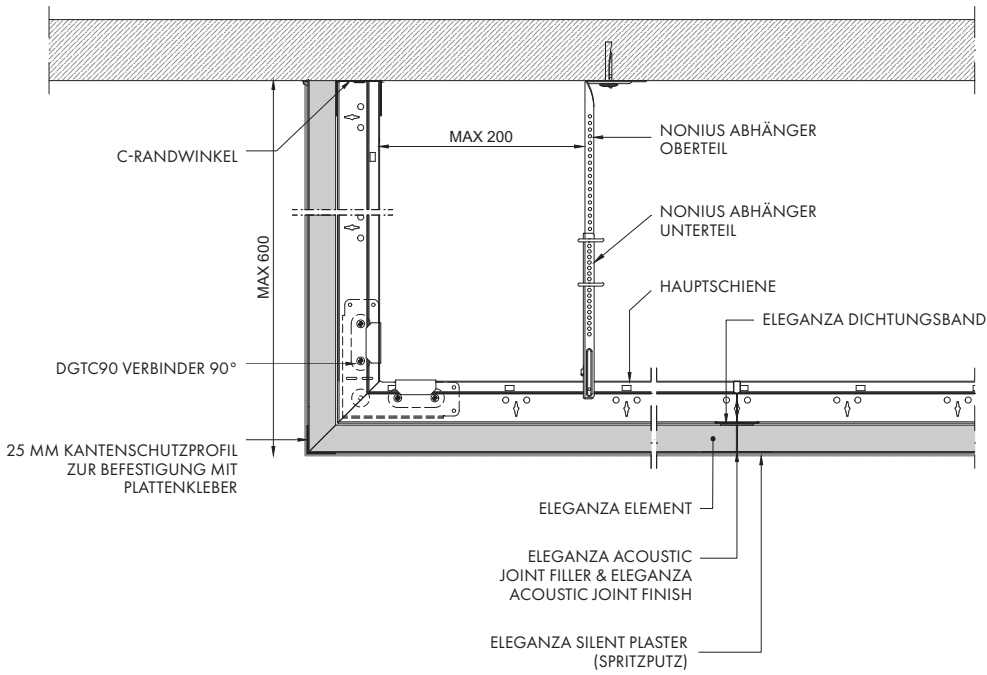 MAX 200
NONIUS ABHÄNGER
OBERTEIL
C-RANDWINKEL
NONIUS ABHÄNGER
UNTERTEIL
MAX 600
HAUPTSCHIENE
ELEGANZA DICHTUNGSBAND
DGTC90 VERBINDER 90°
25 MM KANTENSCHUTZPROFIL
ZUR BEFESTIGUNG MIT
PLATTENKLEBER
ELEGANZA ELEMENT
ELEGANZA ACOUSTIC
JOINT FILLER & ELEGANZA
ACOUSTIC JOINT FINISH
ELEGANZA SILENT PLASTER
(SPRITZPUTZ)